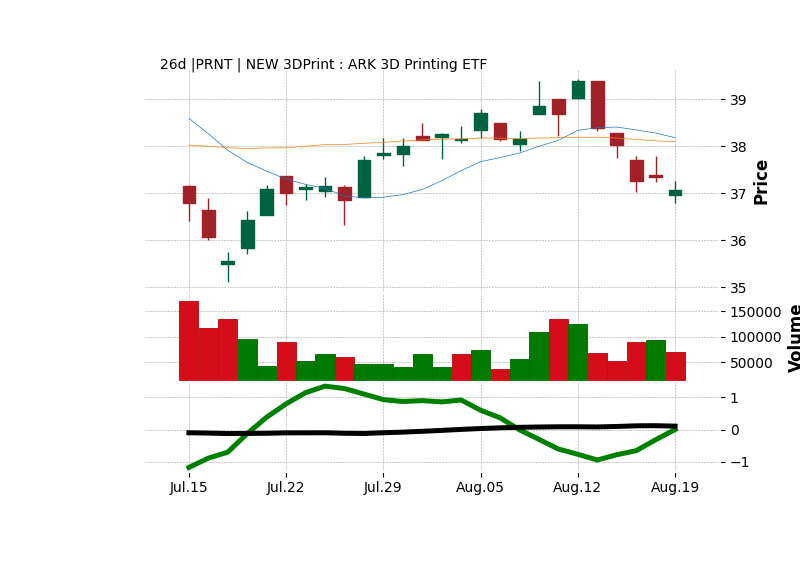 26d |PRNT | NEW 3DPrint : ARK 3D Printing ETF
39
38
37
36
35
Price
150000
100000
50000
Volume
1
0
−1
Jul.15 Jul.22 Jul.29 Aug.05 Aug.12 Aug.19